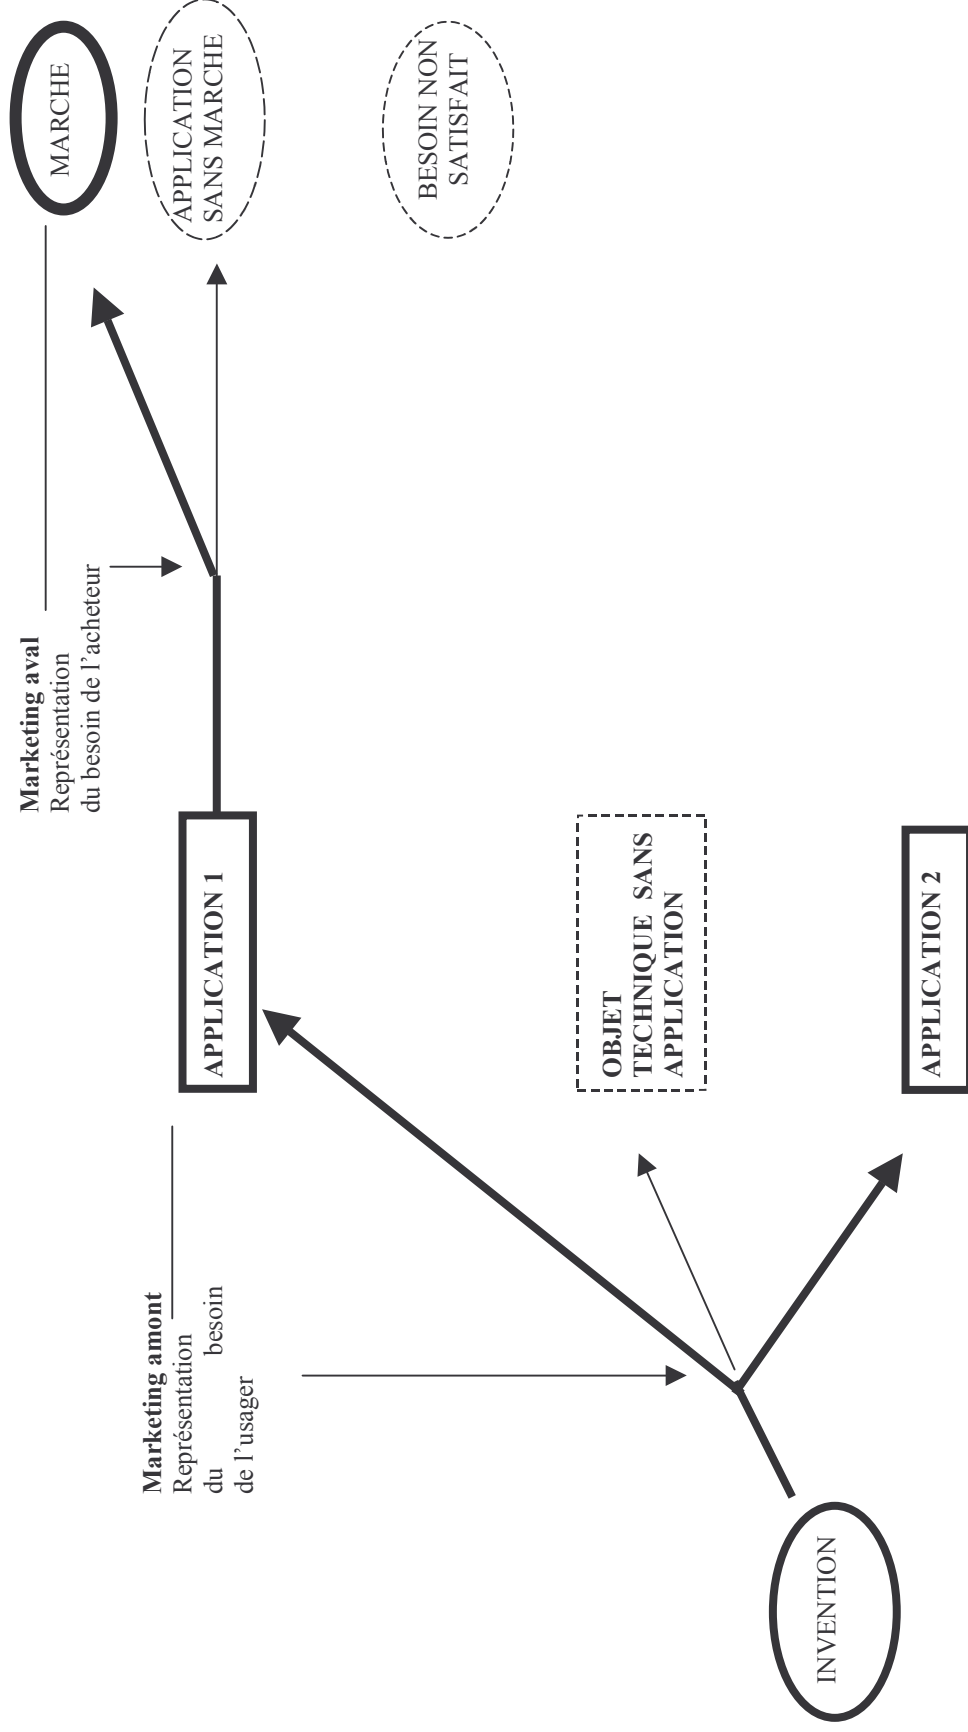 Marketing aval
Représentation
du besoin de l'acheteur
MARCHE
APPLICATION
SANS MARCHE
BESOIN NON
SATISFAIT
Marketing amont
Représentation
du besoin
de l'usager
APPLICATION 1
OBJET
TECHNIQUE SANS
APPLICATION
APPLICATION 2
INVENTION